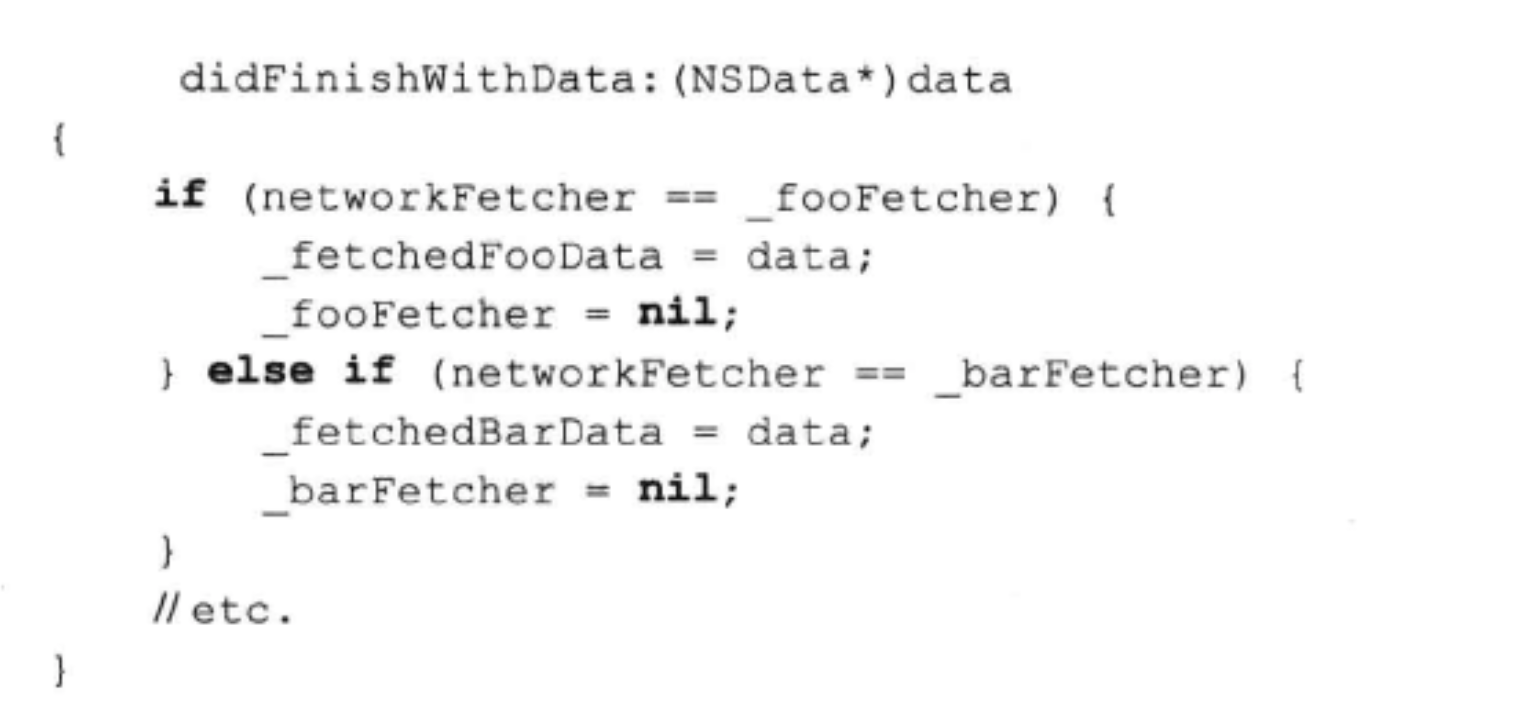 didFinishWithData:(NSData*)data
{
if (networkFetcher == _fooFetcher) {
_fetchedFooData = data;
_fooFetcher = nil;
} else if (networkFetcher == _barFetcher) {
_fetchedBarData = data;
_barFetcher = nil;
}
//etc.
}